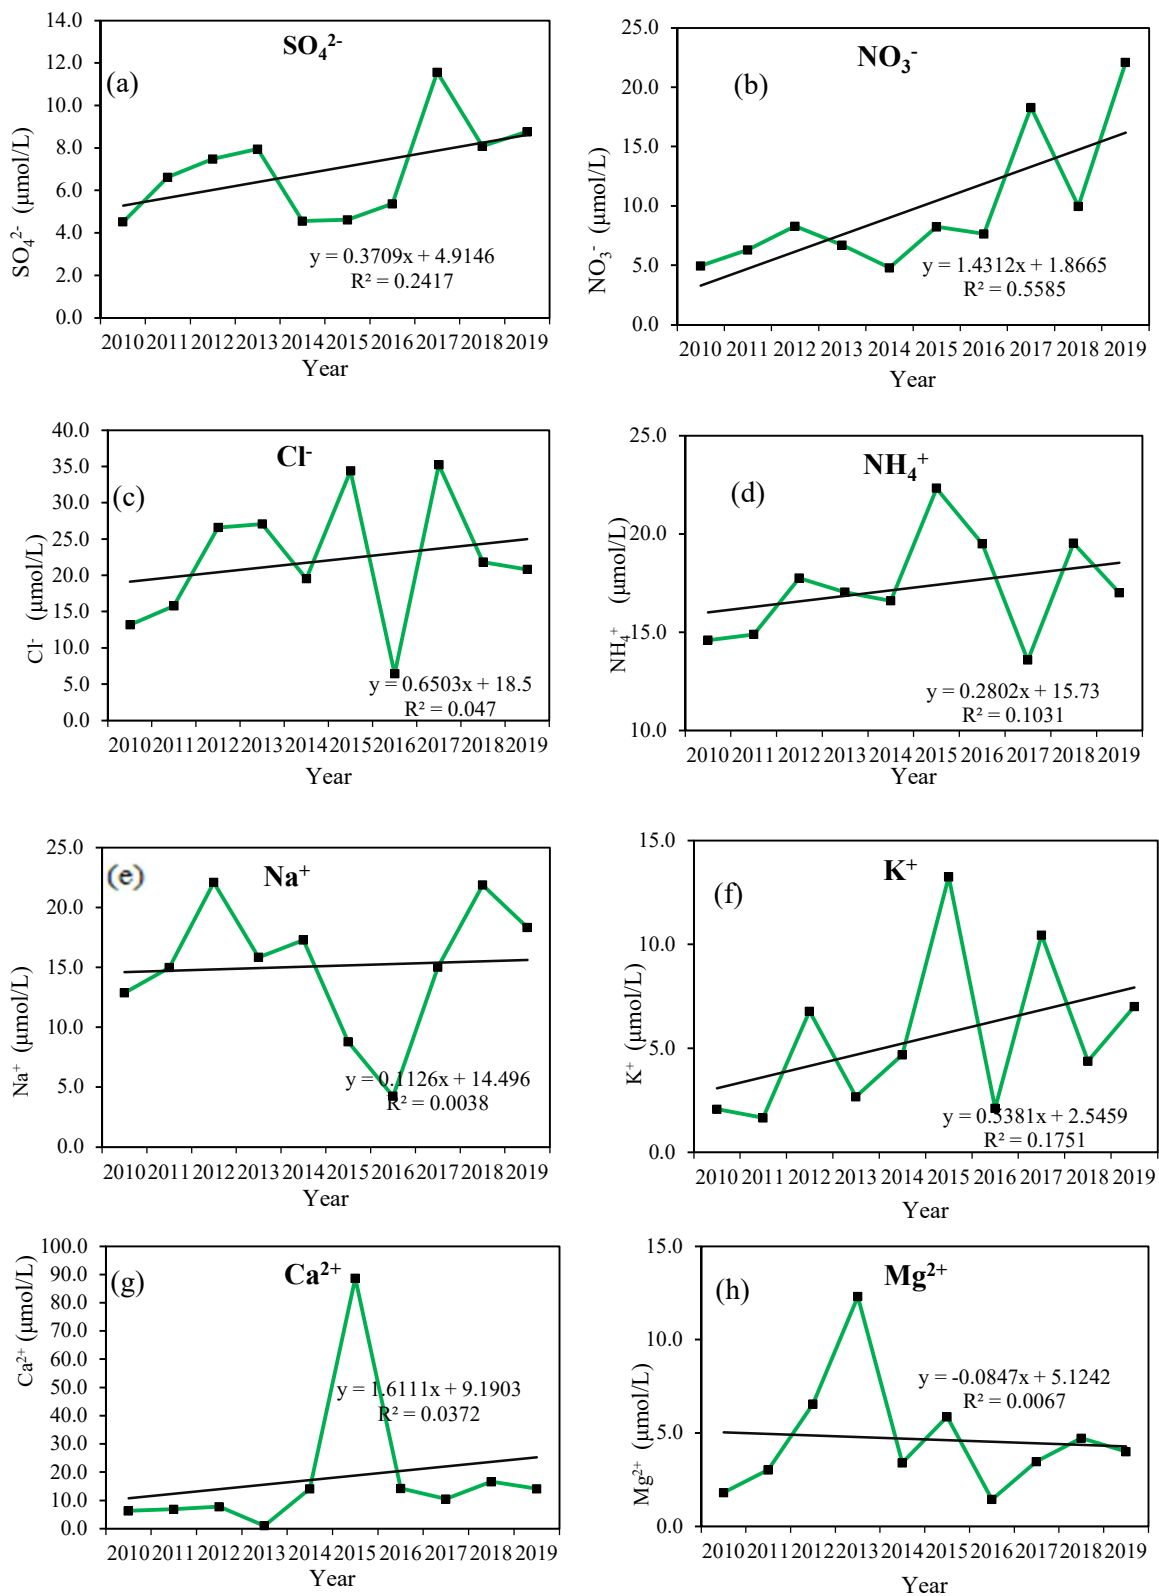 SO₄²⁻
(a)
14.0
12.0
10.0
8.0
6.0
4.0
2.0
0.0
SO₄²⁻ (μmol/L)
y = 0.3709x + 4.9146
R² = 0.2417
2010 2011 2012 2013 2014 2015 2016 2017 2018 2019
Year
NO₃⁻
(b)
25.0
20.0
15.0
10.0
5.0
0.0
NO₃⁻ (μmol/L)
y = 1.4312x + 1.8665
R² = 0.5585
2010 2011 2012 2013 2014 2015 2016 2017 2018 2019
Year
Cl⁻
(c)
40.0
35.0
30.0
25.0
20.0
15.0
10.0
5.0
0.0
Cl⁻ (μmol/L)
y = 0.6503x + 18.5
R² = 0.047
2010 2011 2012 2013 2014 2015 2016 2017 2018 2019
Year
NH₄⁺
(d)
25.0
20.0
15.0
10.0
NH₄⁺ (μmol/L)
y = 0.2802x + 15.73
R² = 0.1031
2010 2011 2012 2013 2014 2015 2016 2017 2018 2019
Year
Na⁺
(e)
25.0
20.0
15.0
10.0
5.0
0.0
Na⁺ (μmol/L)
y = 0.1126x + 14.496
R² = 0.0038
2010 2011 2012 2013 2014 2015 2016 2017 2018 2019
Year
K⁺
(f)
15.0
10.0
5.0
0.0
K⁺ (μmol/L)
y = 0.5381x + 2.5459
R² = 0.1751
2010 2011 2012 2013 2014 2015 2016 2017 2018 2019
Year
Ca²⁺
(g)
100.0
90.0
80.0
70.0
60.0
50.0
40.0
30.0
20.0
10.0
0.0
Ca²⁺ (μmol/L)
y = 1.6111x + 9.1903
R² = 0.0372
2010 2011 2012 2013 2014 2015 2016 2017 2018 2019
Year
Mg²⁺
(h)
15.0
10.0
5.0
0.0
Mg²⁺ (μmol/L)
y = -0.0847x + 5.1242
R² = 0.0067
2010 2011 2012 2013 2014 2015 2016 2017 2018 2019
Year